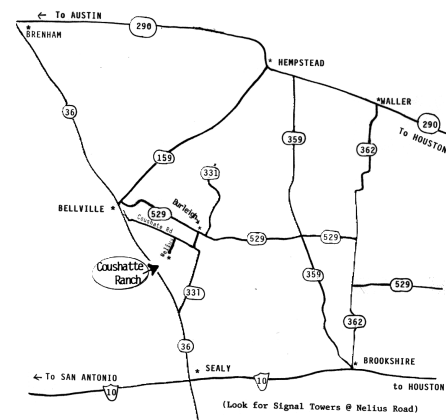 ← To AUSTIN
290
BRENHAM
HEMPSTEAD
WALLER
290
To HOUSTON
36
359
362
159
331
Burleigh
BELLVILLE
529
Coushatte Rd
529
529
Coushatte
Ranch
359
529
331
362
36
BROOKSHIRE
SEALY
← To SAN ANTONIO
10
10
to HOUSTON
(Look for Signal Towers @ Nelius Road)